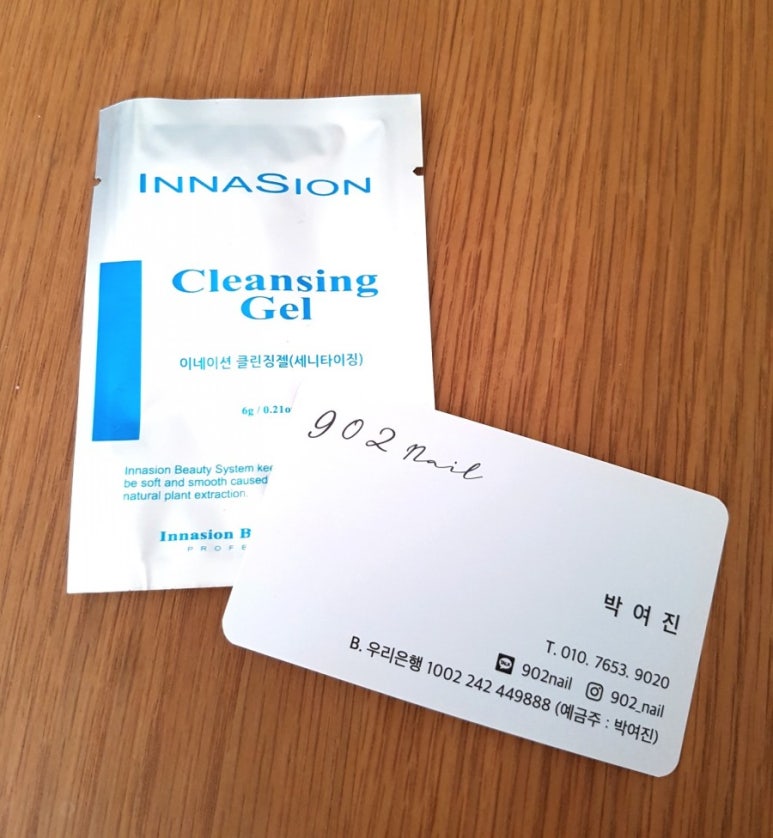 INNASION
Cleansing
Gel
이네이션 클린징젤(세니타이징)
6g / 0.21o
Innasion Beauty System
be soft and smooth caused
natural plant extraction.
Innasion
902 nail
박여진
T. 010. 7653. 9020
902nail 902_nail
B. 우리은행 1002 242 449888 (예금주 : 박여진)